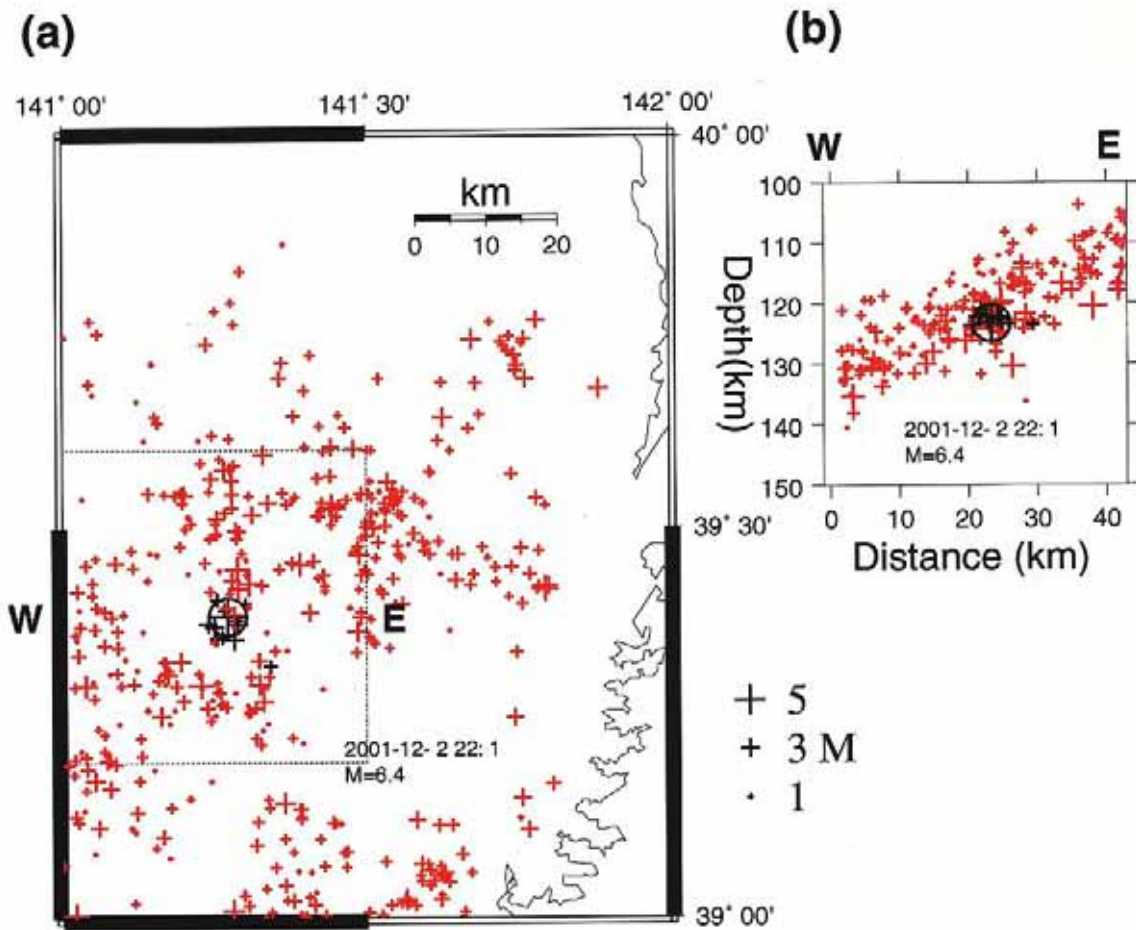 (a)
(b)
141° 00'
141° 30'
142° 00'
40° 00'
39° 30'
39° 00'
km
0 10 20
W
E
2001-12- 2 22: 1
M=6.4
W E
100
110
120
130
140
150
Depth(km)
2001-12- 2 22: 1
M=6.4
0 10 20 30 40
Distance (km)
5
3 M
1